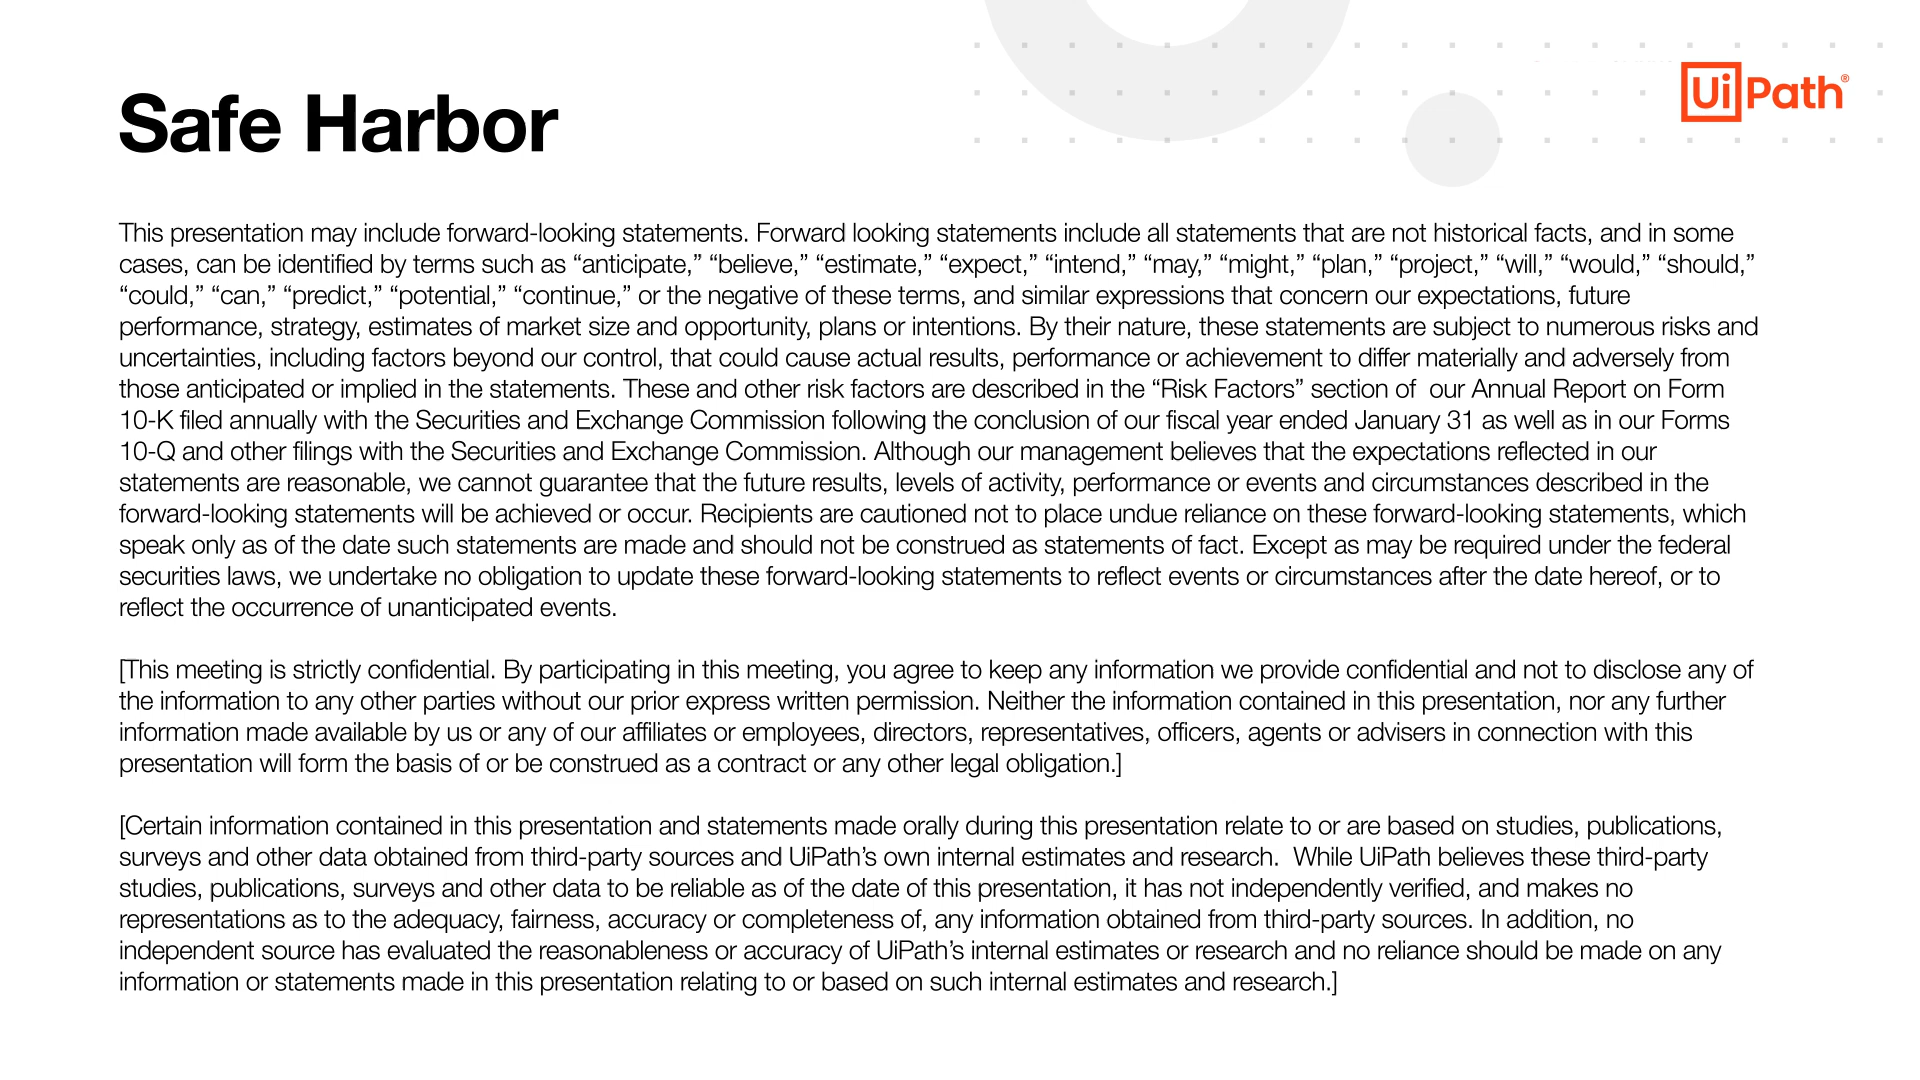 Safe Harbor
UiPath®
This presentation may include forward-looking statements. Forward looking statements include all statements that are not historical facts, and in some
cases, can be identified by terms such as “anticipate,” “believe,” “estimate,” “expect,” “intend,” “may,” “might,” “plan,” “project,” “will,” “would,” “should,”
“could,” “can,” “predict,” “potential,” “continue,” or the negative of these terms, and similar expressions that concern our expectations, future
performance, strategy, estimates of market size and opportunity, plans or intentions. By their nature, these statements are subject to numerous risks and
uncertainties, including factors beyond our control, that could cause actual results, performance or achievement to differ materially and adversely from
those anticipated or implied in the statements. These and other risk factors are described in the “Risk Factors” section of  our Annual Report on Form
10-K filed annually with the Securities and Exchange Commission following the conclusion of our fiscal year ended January 31 as well as in our Forms
10-Q and other filings with the Securities and Exchange Commission. Although our management believes that the expectations reflected in our
statements are reasonable, we cannot guarantee that the future results, levels of activity, performance or events and circumstances described in the
forward-looking statements will be achieved or occur. Recipients are cautioned not to place undue reliance on these forward-looking statements, which
speak only as of the date such statements are made and should not be construed as statements of fact. Except as may be required under the federal
securities laws, we undertake no obligation to update these forward-looking statements to reflect events or circumstances after the date hereof, or to
reflect the occurrence of unanticipated events.
[This meeting is strictly confidential. By participating in this meeting, you agree to keep any information we provide confidential and not to disclose any of
the information to any other parties without our prior express written permission. Neither the information contained in this presentation, nor any further
information made available by us or any of our affiliates or employees, directors, representatives, officers, agents or advisers in connection with this
presentation will form the basis of or be construed as a contract or any other legal obligation.]
[Certain information contained in this presentation and statements made orally during this presentation relate to or are based on studies, publications,
surveys and other data obtained from third-party sources and UiPath’s own internal estimates and research.  While UiPath believes these third-party
studies, publications, surveys and other data to be reliable as of the date of this presentation, it has not independently verified, and makes no
representations as to the adequacy, fairness, accuracy or completeness of, any information obtained from third-party sources. In addition, no
independent source has evaluated the reasonableness or accuracy of UiPath’s internal estimates or research and no reliance should be made on any
information or statements made in this presentation relating to or based on such internal estimates and research.]